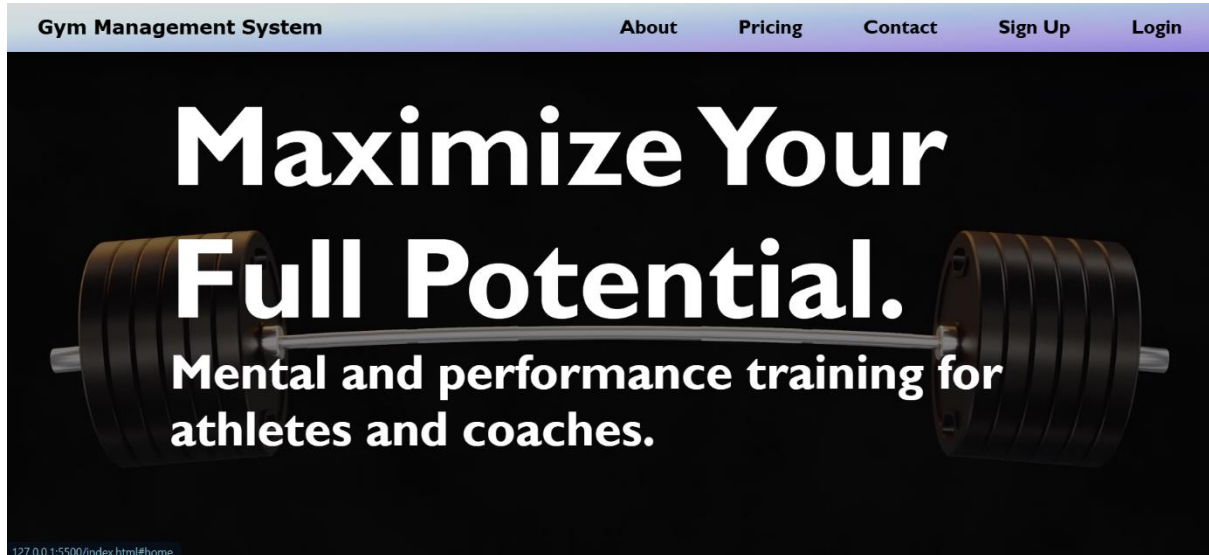 Gym Management System About Pricing Contact Sign Up Login
Maximize Your
Full Potential.
Mental and performance training for
athletes and coaches.
127.0.0.1:5500/index.html#home